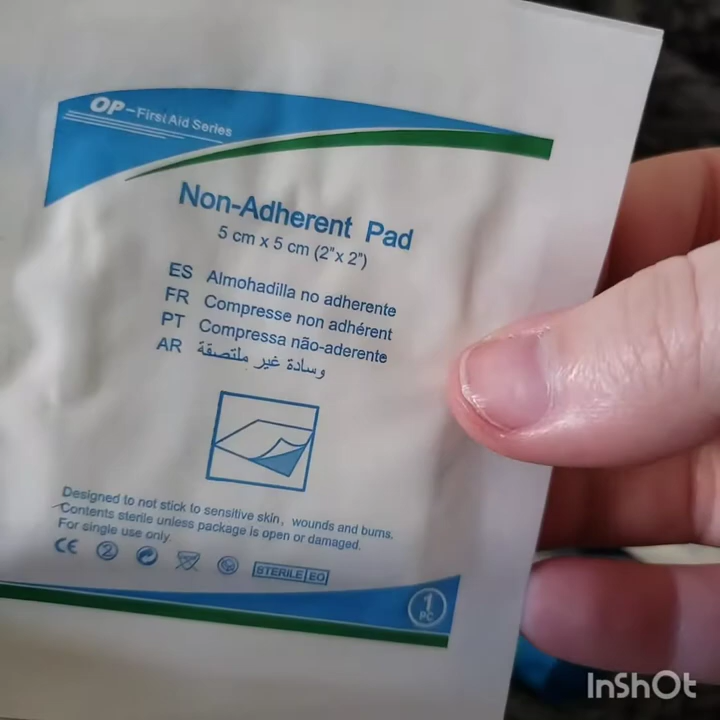 OP-First Aid Series
Non-Adherent Pad
5 cm x 5 cm (2"x 2")
ES Almohadilla no adherente
FR Compresse non adhérent
PT Compressa não-aderente
AR وسادة غير ملتصقة
Designed to not stick to sensitive skin, wounds and burns.
Contents sterile unless package is open or damaged.
For single use only.
CE 2 STERILE EO
1
PC
InShOt